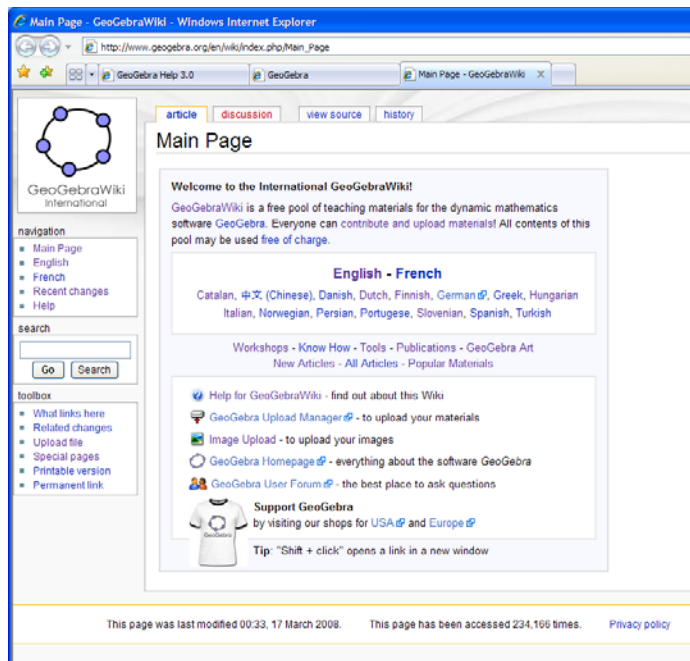 Main Page - GeoGebraWiki - Windows Internet Explorer
http://www.geogebra.org/en/wiki/index.php/Main_Page
GeoGebra Help 3.0
GeoGebra
Main Page - GeoGebraWiki X
GeoGebraWiki
International
navigation
Main Page
English
French
Recent changes
Help
search
Go Search
toolbox
What links here
Related changes
Upload file
Special pages
Printable version
Permanent link
article discussion view source history
Main Page
Welcome to the International GeoGebraWiki!
GeoGebraWiki is a free pool of teaching materials for the dynamic mathematics
software GeoGebra. Everyone can contribute and upload materials! All contents of this
pool may be used free of charge.
English - French
Catalan, 中文 (Chinese), Danish, Dutch, Finnish, German, Greek, Hungarian
Italian, Norwegian, Persian, Portugese, Slovenian, Spanish, Turkish
Workshops - Know How - Tools - Publications - GeoGebra Art
New Articles - All Articles - Popular Materials
Help for GeoGebraWiki - find out about this Wiki
GeoGebra Upload Manager - to upload your materials
Image Upload - to upload your images
GeoGebra Homepage - everything about the software GeoGebra
GeoGebra User Forum - the best place to ask questions
GeoGebra
Support GeoGebra
by visiting our shops for USA and Europe
Tip: "Shift + click" opens a link in a new window
This page was last modified 00:33, 17 March 2008. This page has been accessed 234,166 times. Privacy policy